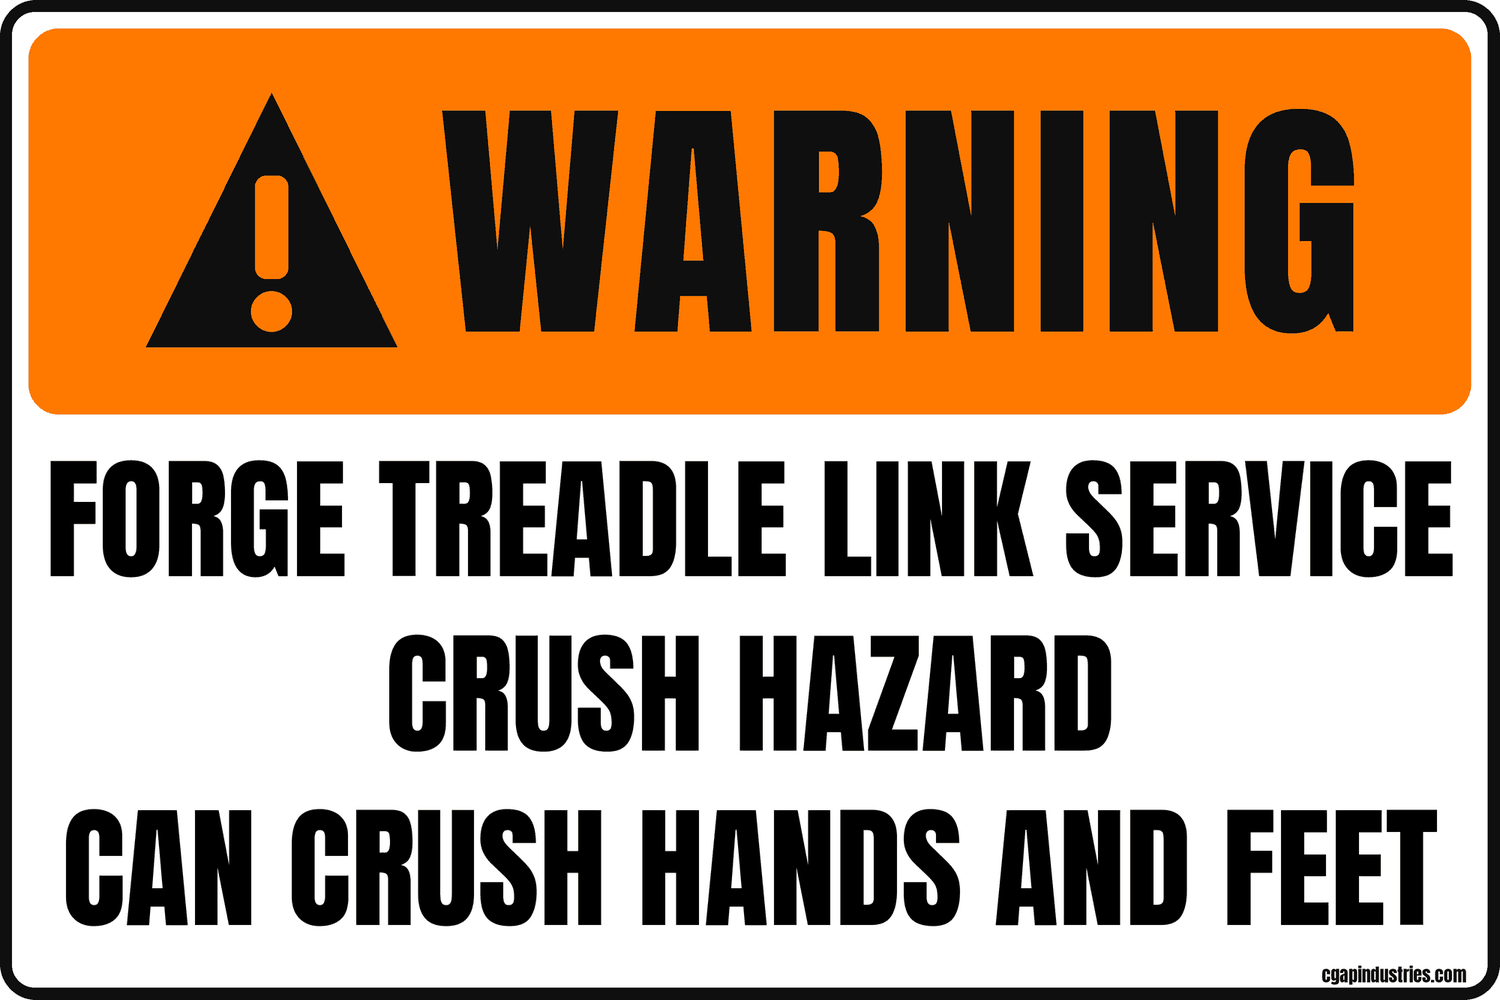 WARNING
FORGE TREADLE LINK SERVICE
CRUSH HAZARD
CAN CRUSH HANDS AND FEET
cgapindustries.com